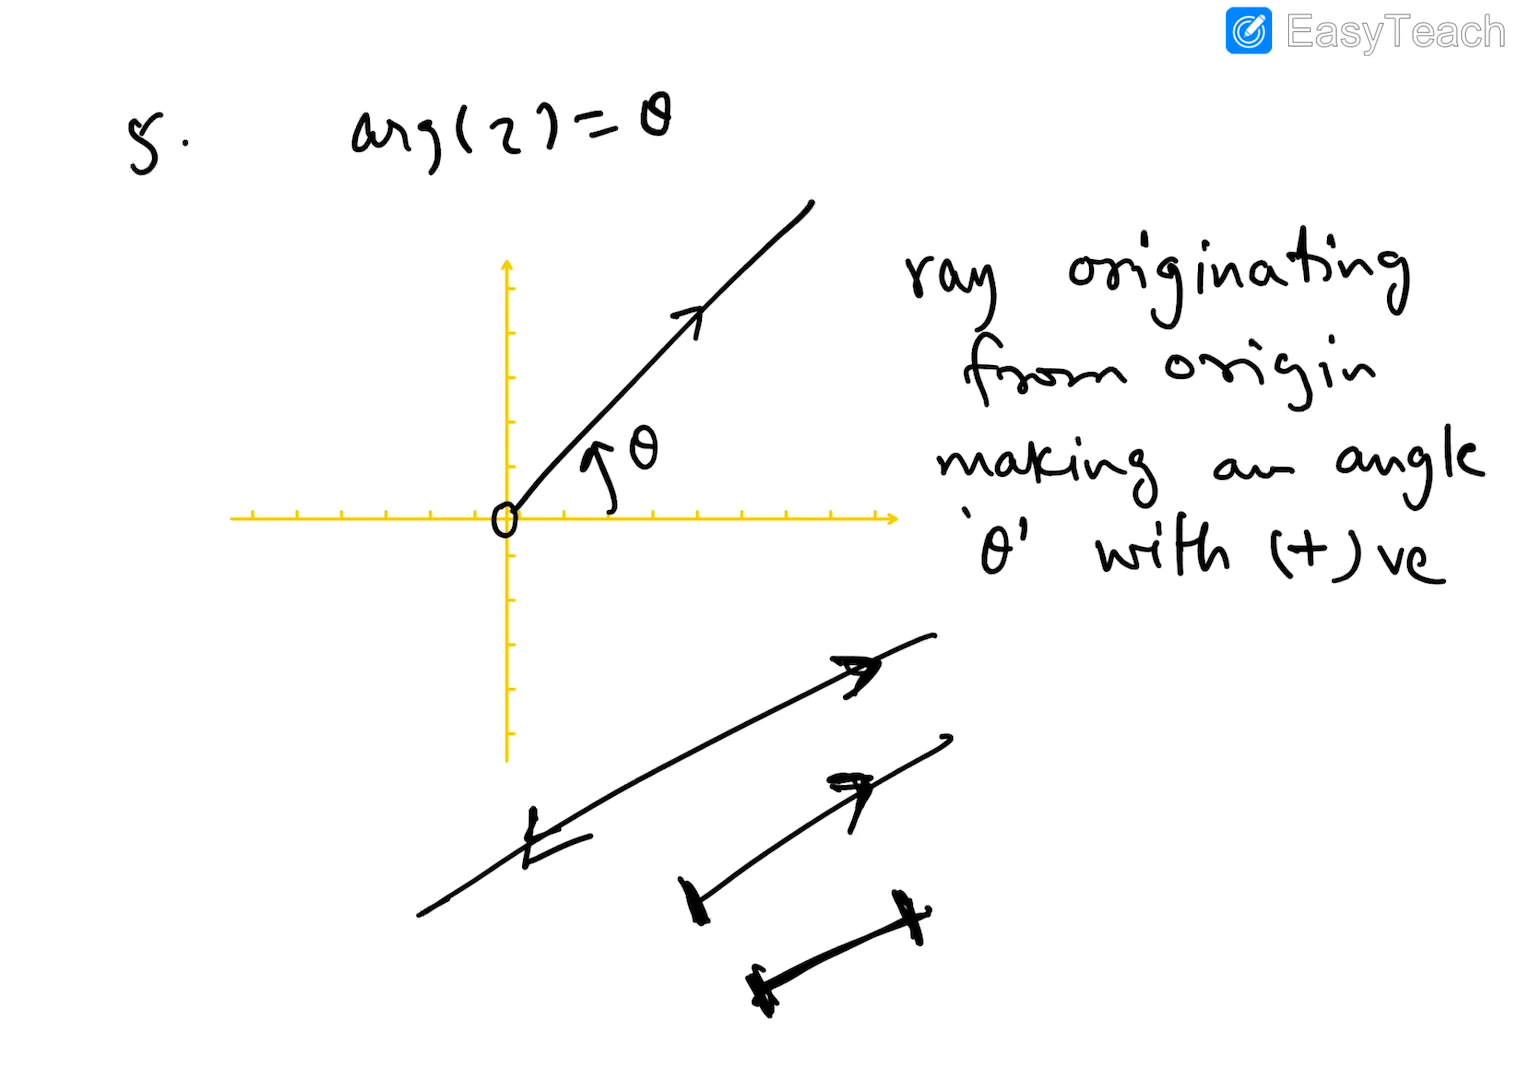 EasyTeach
5. arg(z) = θ
θ
ray originating
from origin
making an angle
'θ' with (+)ve